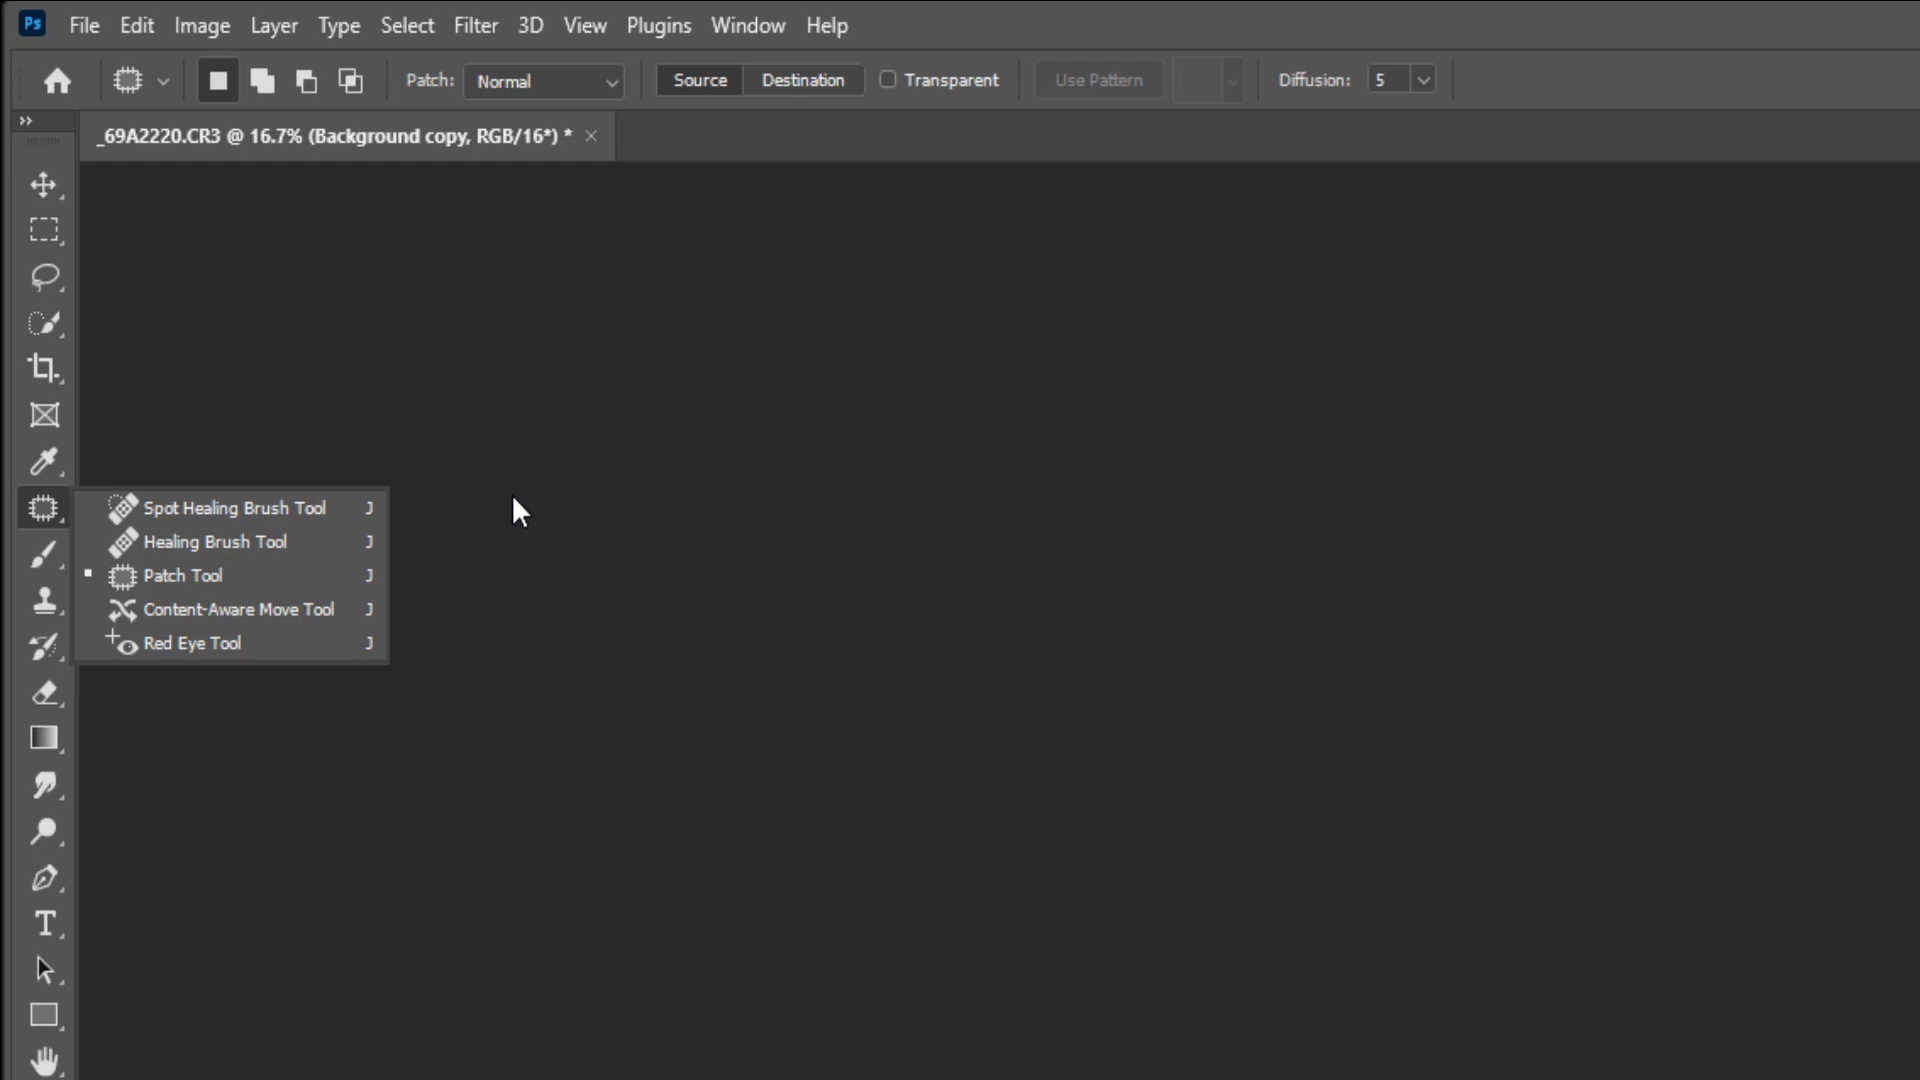 Ps File Edit Image Layer Type Select Filter 3D View Plugins Window Help
Patch: Normal Source Destination Transparent Use Pattern Diffusion: 5
_69A2220.CR3 @ 16.7% (Background copy, RGB/16*) * ×
Spot Healing Brush Tool J
Healing Brush Tool J
Patch Tool J
Content-Aware Move Tool J
Red Eye Tool J
T